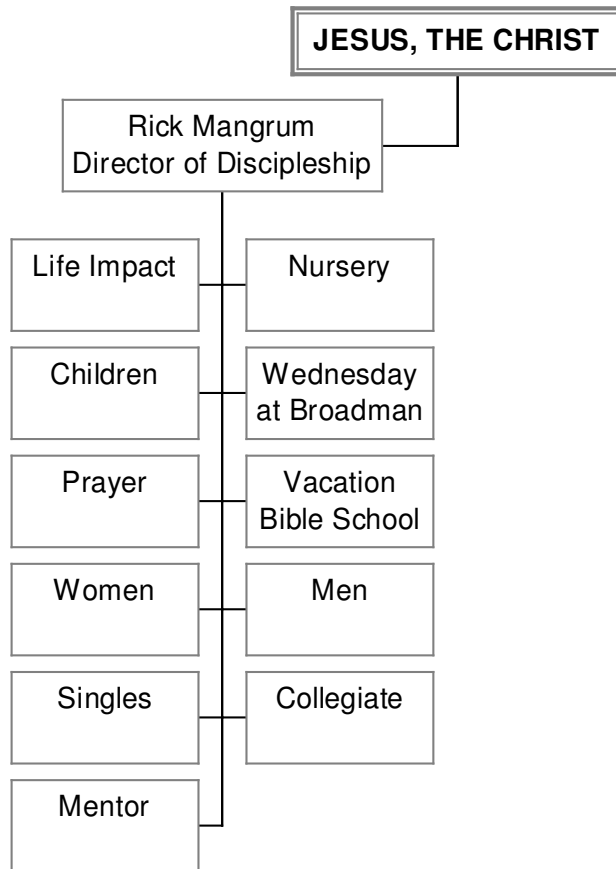 JESUS, THE CHRIST
Rick Mangrum
Director of Discipleship
Life Impact
Nursery
Children
Wednesday
at Broadman
Prayer
Vacation
Bible School
Women
Men
Singles
Collegiate
Mentor